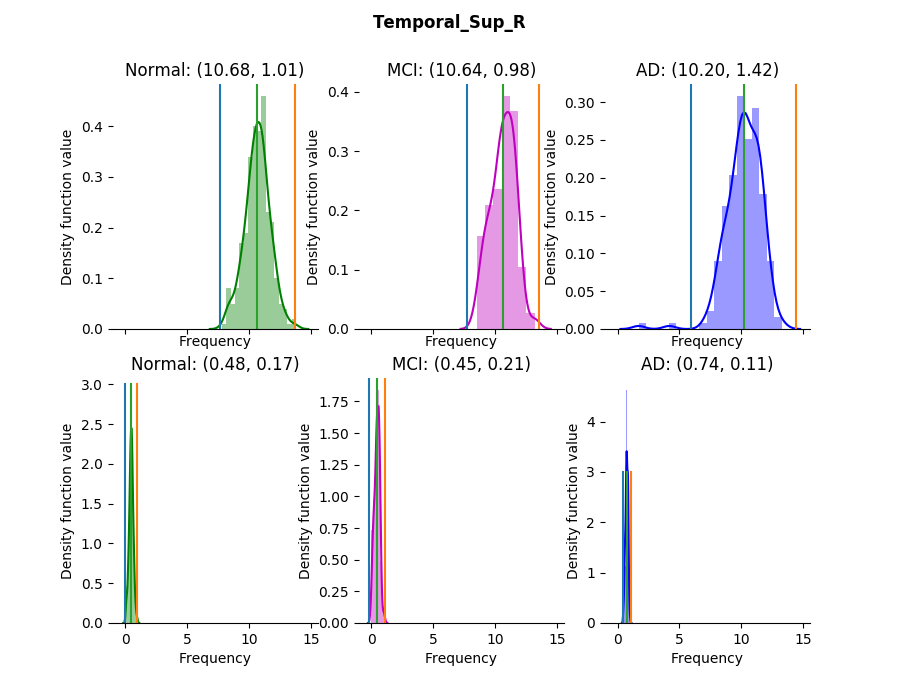 Temporal_Sup_R
Normal: (10.68, 1.01)
MCI: (10.64, 0.98)
AD: (10.20, 1.42)
Density function value
0.4
0.3
0.2
0.1
0.0
Frequency
Density function value
0.4
0.3
0.2
0.1
0.0
Frequency
Density function value
0.30
0.25
0.20
0.15
0.10
0.05
0.00
Frequency
Normal: (0.48, 0.17)
MCI: (0.45, 0.21)
AD: (0.74, 0.11)
Density function value
3.0
2.5
2.0
1.5
1.0
0.5
0.0
0 5 10 15
Frequency
Density function value
1.75
1.50
1.25
1.00
0.75
0.50
0.25
0.00
0 5 10 15
Frequency
Density function value
4
3
2
1
0
0 5 10 15
Frequency